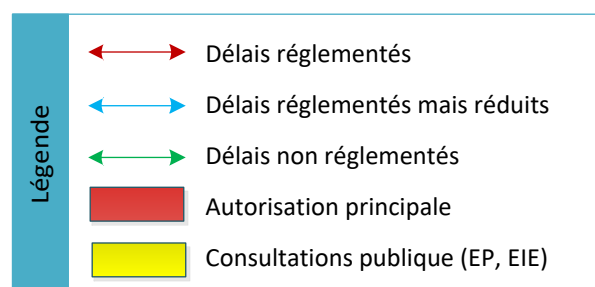 Légende
Délais réglementés
Délais réglementés mais réduits
Délais non réglementés
Autorisation principale
Consultations publique (EP, EIE)